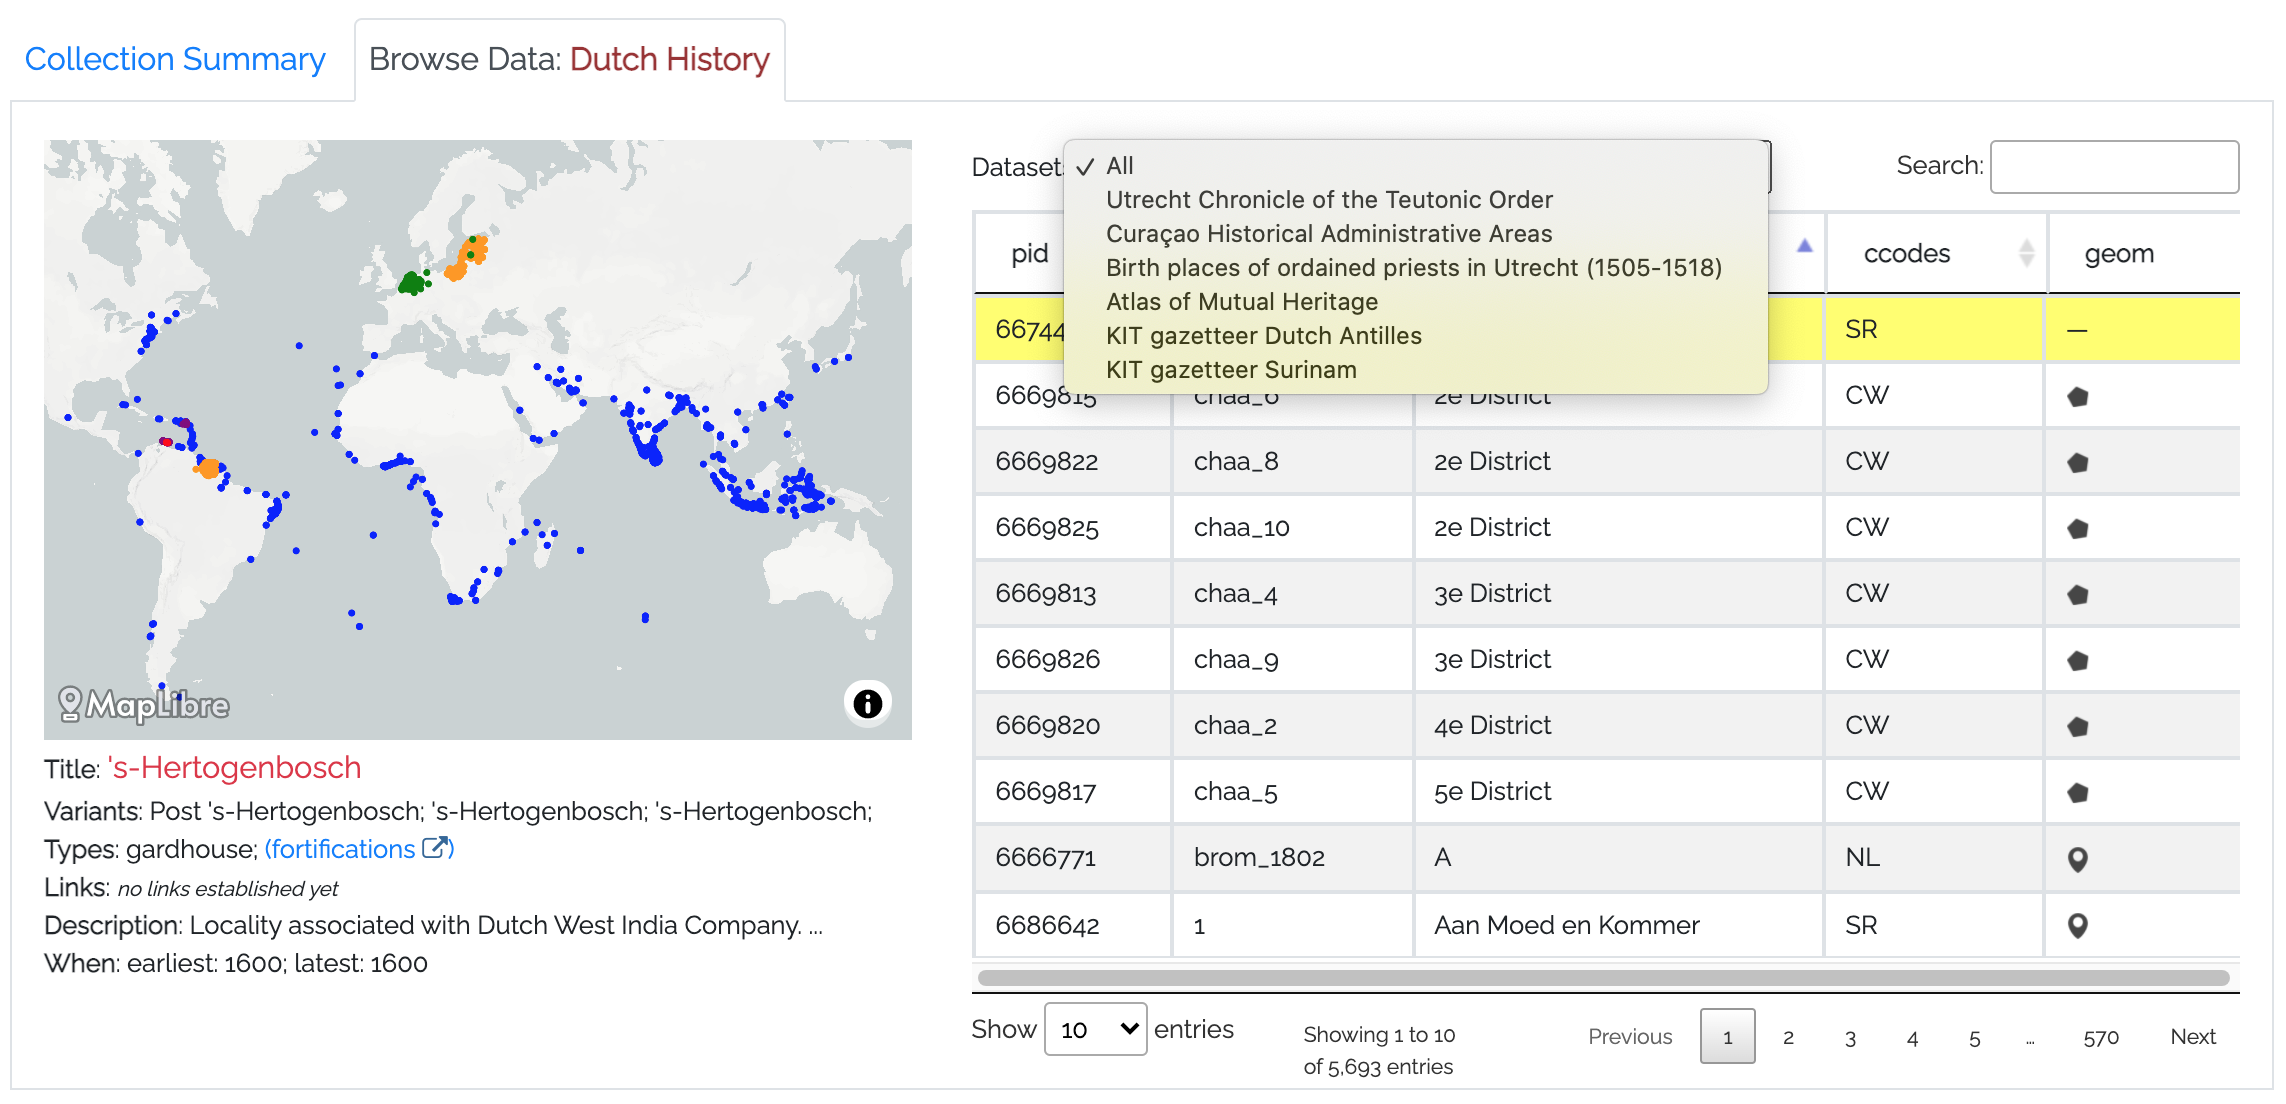 Collection Summary
Browse Data: Dutch History
Dataset:
✓ All
Utrecht Chronicle of the Teutonic Order
Curaçao Historical Administrative Areas
Birth places of ordained priests in Utrecht (1505-1518)
Atlas of Mutual Heritage
KIT gazetteer Dutch Antilles
KIT gazetteer Surinam
Search:
pid ccodes geom
66744 SR —
6669815 chaa_6 2e District CW
6669822 chaa_8 2e District CW
6669825 chaa_10 2e District CW
6669813 chaa_4 3e District CW
6669826 chaa_9 3e District CW
6669820 chaa_2 4e District CW
6669817 chaa_5 5e District CW
6666771 brom_1802 A NL
6686642 1 Aan Moed en Kommer SR
Show 10 entries
Showing 1 to 10
of 5,693 entries
Previous 1 2 3 4 5 … 570 Next
MapLibre
Title: 's-Hertogenbosch
Variants: Post 's-Hertogenbosch; 's-Hertogenbosch; 's-Hertogenbosch;
Types: gardhouse; (fortifications)
Links: no links established yet
Description: Locality associated with Dutch West India Company. ...
When: earliest: 1600; latest: 1600